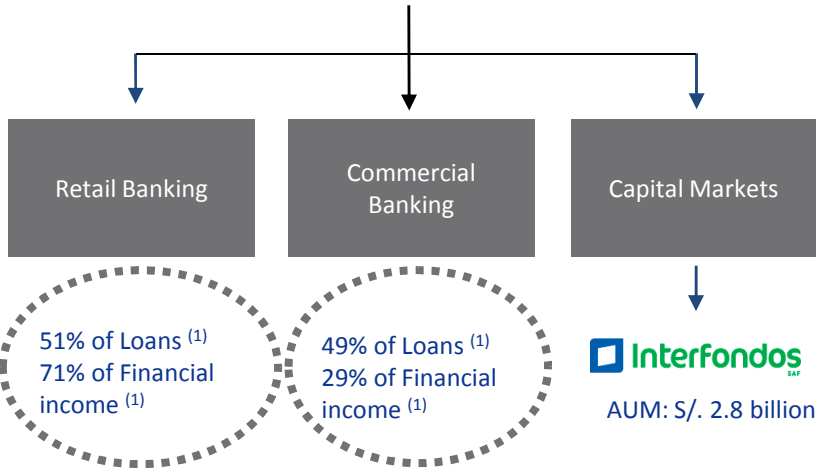 Retail Banking
Commercial
Banking
Capital Markets
51% of Loans (1)
71% of Financial
income (1)
49% of Loans (1)
29% of Financial
income (1)
Interfondos
SAF
AUM: S/. 2.8 billion